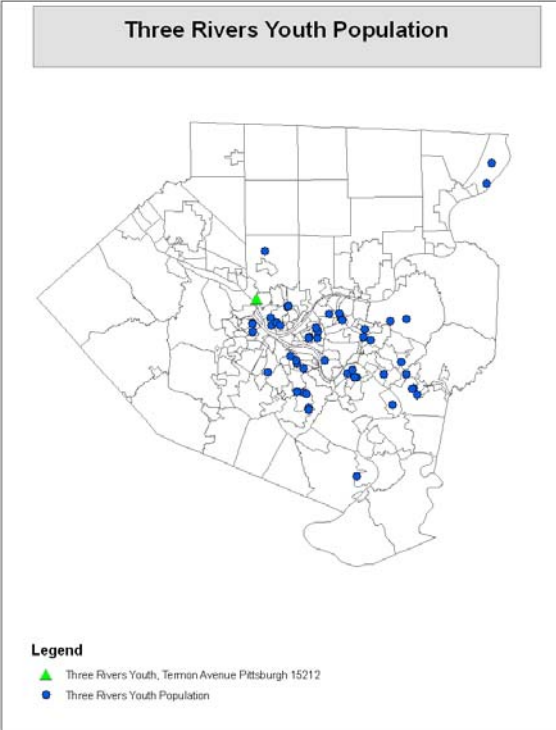 Three Rivers Youth Population
Legend
Three Rivers Youth, Termon Avenue Pittsburgh 15212
Three Rivers Youth Population